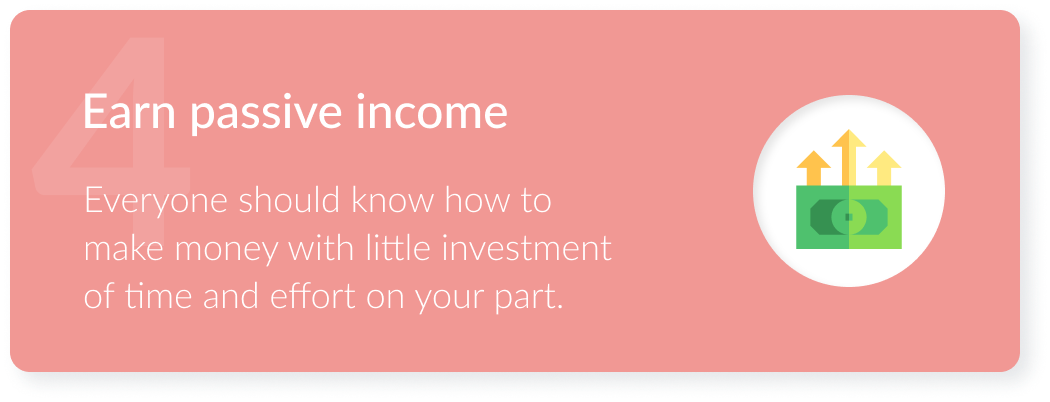 4
Earn passive income
Everyone should know how to
make money with little investment
of time and effort on your part.